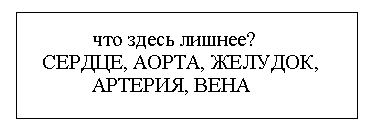 что здесь лишнее?
СЕРДЦЕ, АОРТА, ЖЕЛУДОК,
АРТЕРИЯ, ВЕНА